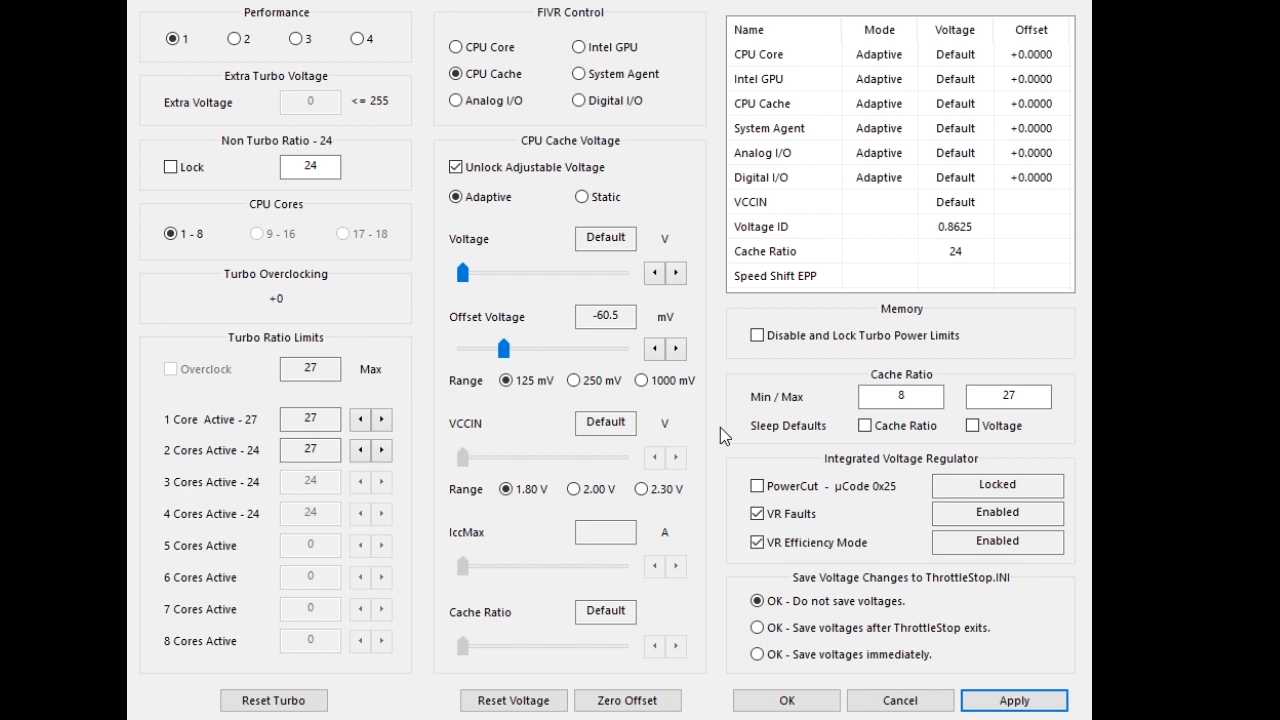 Performance
1 2 3 4
Extra Turbo Voltage
Extra Voltage 0 <= 255
Non Turbo Ratio - 24
Lock 24
CPU Cores
1 - 8 9 - 16 17 - 18
Turbo Overclocking
+0
Turbo Ratio Limits
Overclock 27 Max
1 Core Active - 27 27
2 Cores Active - 24 27
3 Cores Active - 24 24
4 Cores Active - 24 24
5 Cores Active 0
6 Cores Active 0
7 Cores Active 0
8 Cores Active 0
Reset Turbo
FIVR Control
CPU Core Intel GPU
CPU Cache System Agent
Analog I/O Digital I/O
CPU Cache Voltage
Unlock Adjustable Voltage
Adaptive Static
Voltage Default V
Offset Voltage -60.5 mV
Range 125 mV 250 mV 1000 mV
VCCIN Default V
Range 1.80 V 2.00 V 2.30 V
IccMax A
Cache Ratio Default
Reset Voltage Zero Offset
Name Mode Voltage Offset
CPU Core Adaptive Default +0.0000
Intel GPU Adaptive Default +0.0000
CPU Cache Adaptive Default +0.0000
System Agent Adaptive Default +0.0000
Analog I/O Adaptive Default +0.0000
Digital I/O Adaptive Default +0.0000
VCCIN Default
Voltage ID 0.8625
Cache Ratio 24
Speed Shift EPP
Memory
Disable and Lock Turbo Power Limits
Cache Ratio
Min / Max 8 27
Sleep Defaults Cache Ratio Voltage
Integrated Voltage Regulator
PowerCut - µCode 0x25 Locked
VR Faults Enabled
VR Efficiency Mode Enabled
Save Voltage Changes to ThrottleStop.INI
OK - Do not save voltages.
OK - Save voltages after ThrottleStop exits.
OK - Save voltages immediately.
OK Cancel Apply